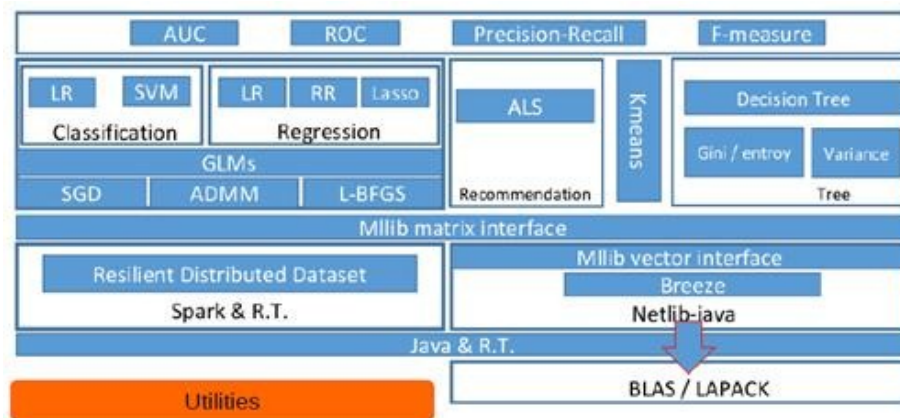 AUC ROC Precision-Recall F-measure
LR SVM
Classification
LR RR Lasso
Regression
GLMs
SGD ADMM L-BFGS
ALS
Recommendation
Kmeans
Decision Tree
Gini / entroy Variance
Tree
Mllib matrix interface
Resilient Distributed Dataset
Spark & R.T.
Mllib vector interface
Breeze
Netlib-java
Java & R.T.
BLAS / LAPACK
Utilities